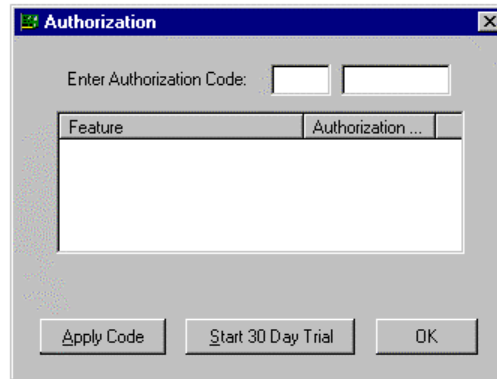 Authorization
Enter Authorization Code:
Feature Authorization ...
Apply Code Start 30 Day Trial OK